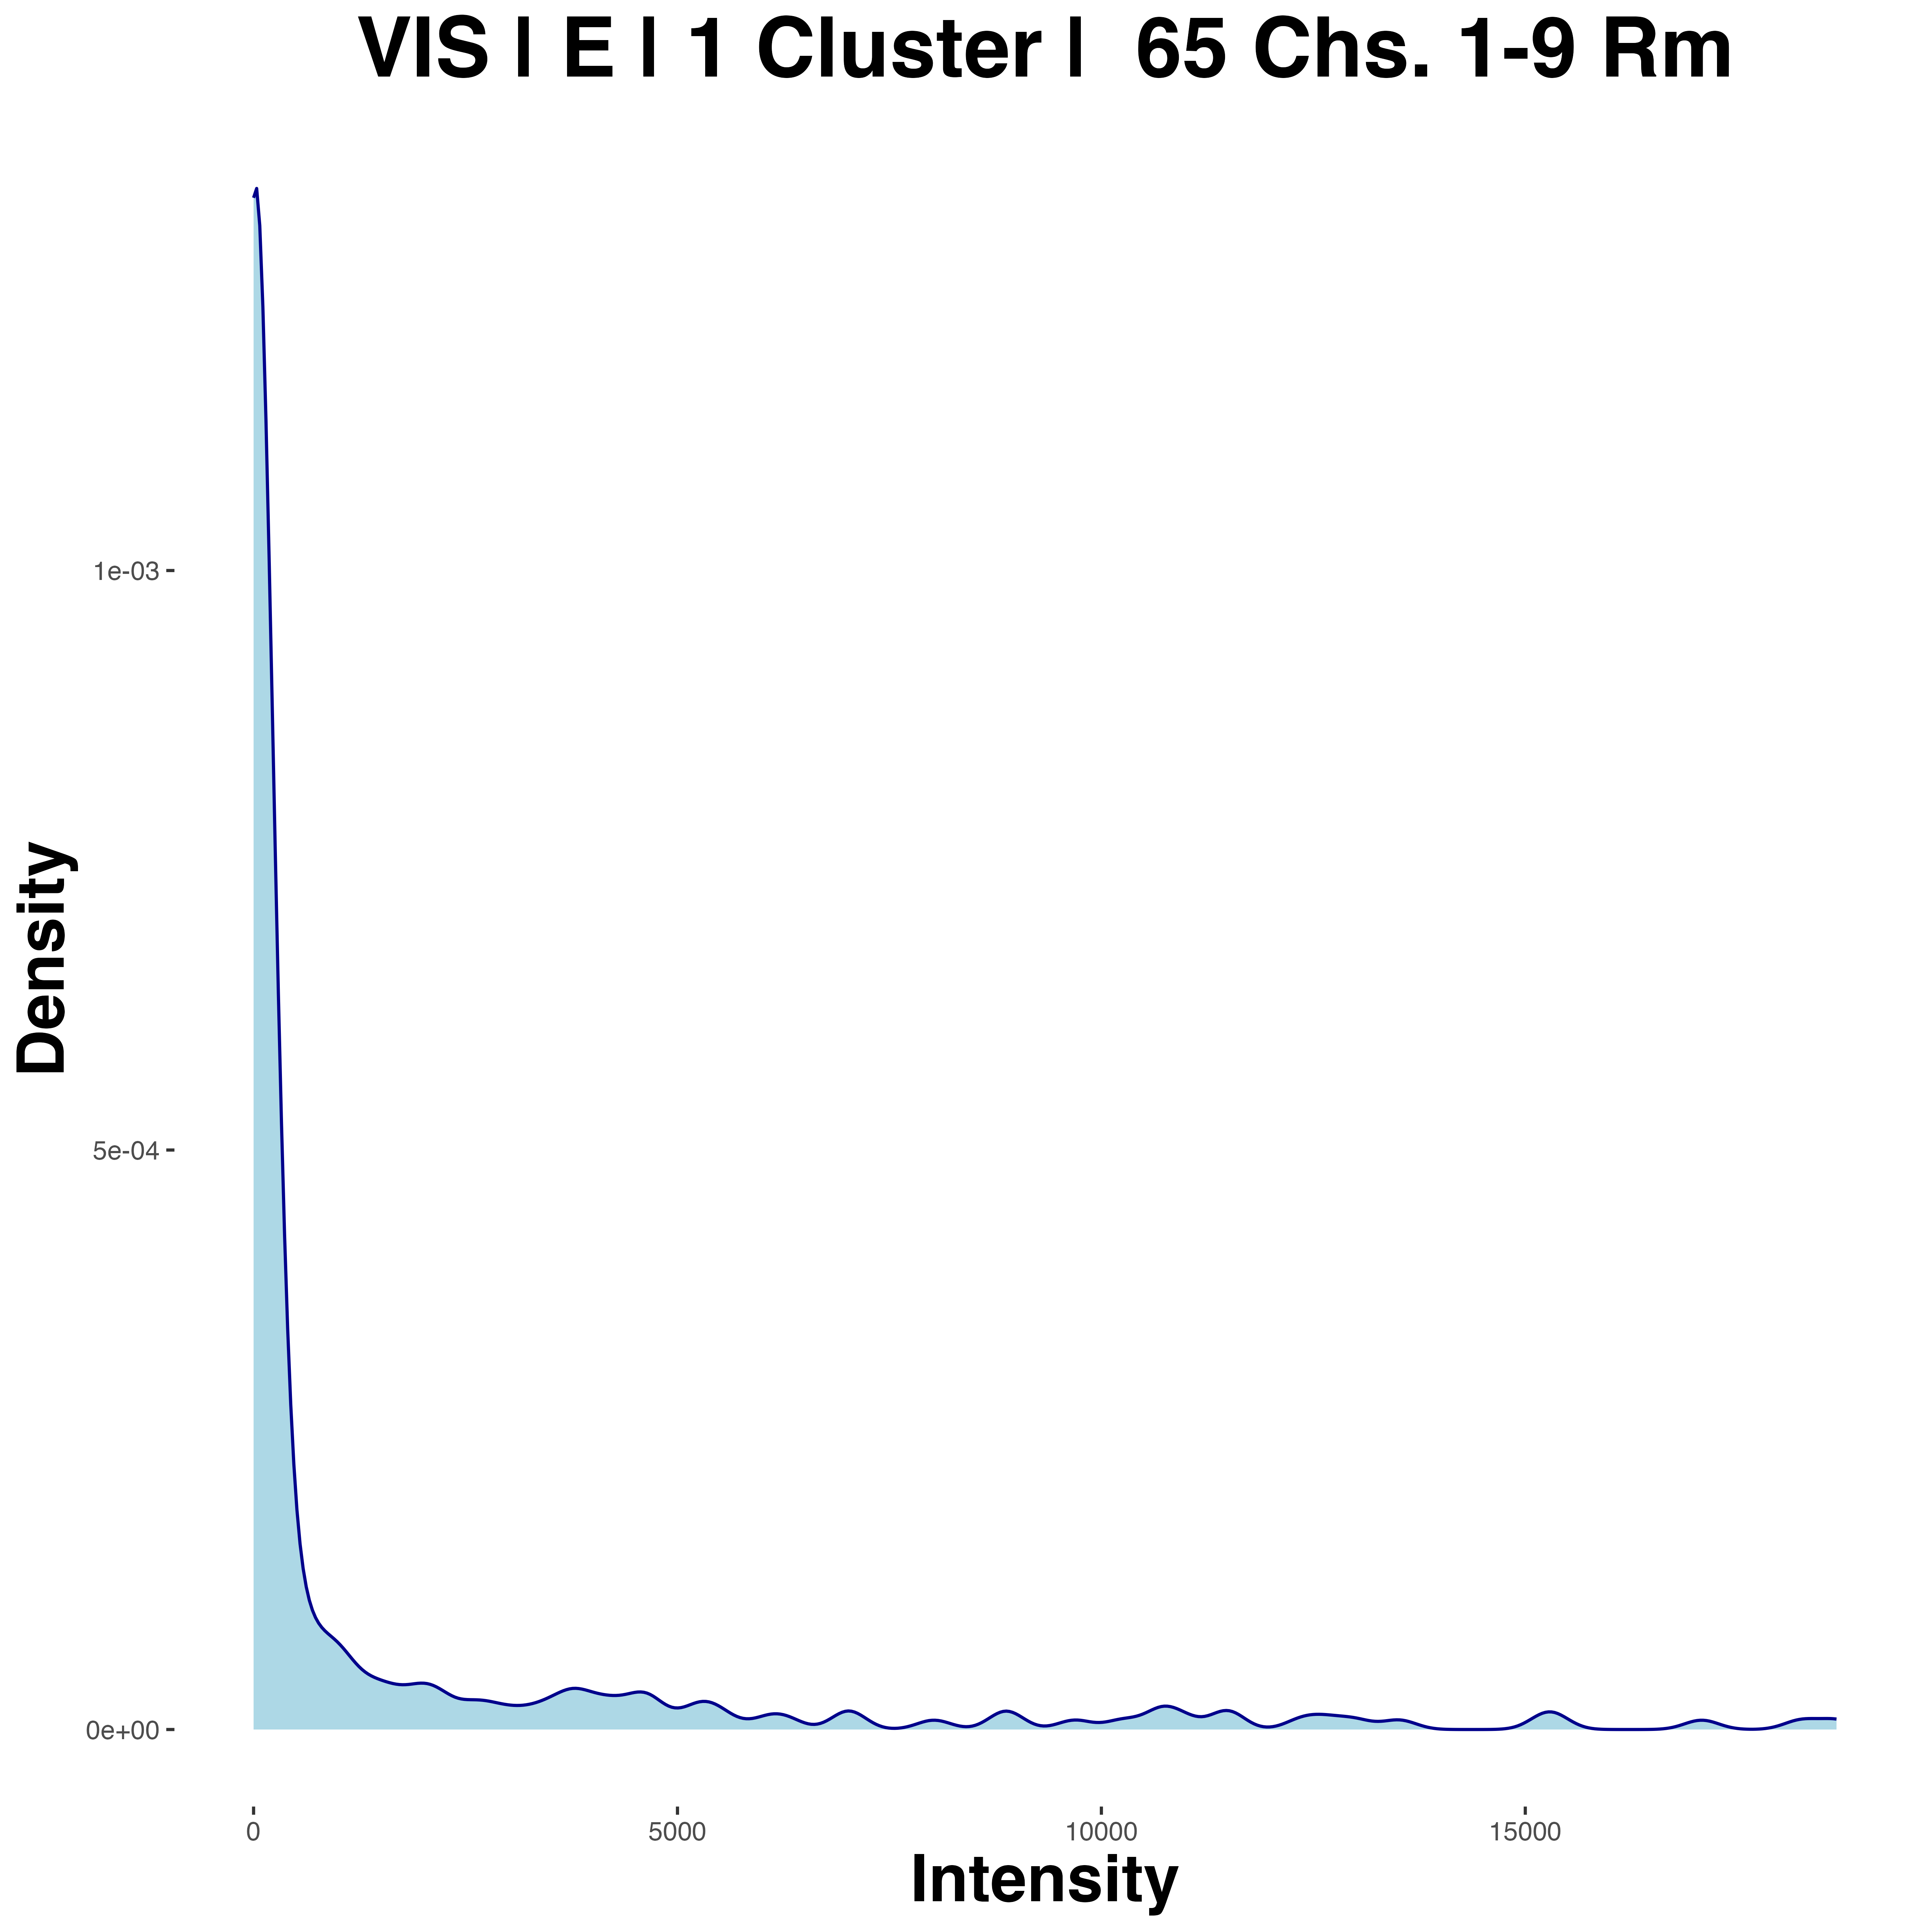 VIS | E | 1 Cluster | 65 Chs. 1-9 Rm
Density
1e-03
5e-04
0e+00
0 5000 10000 15000
Intensity